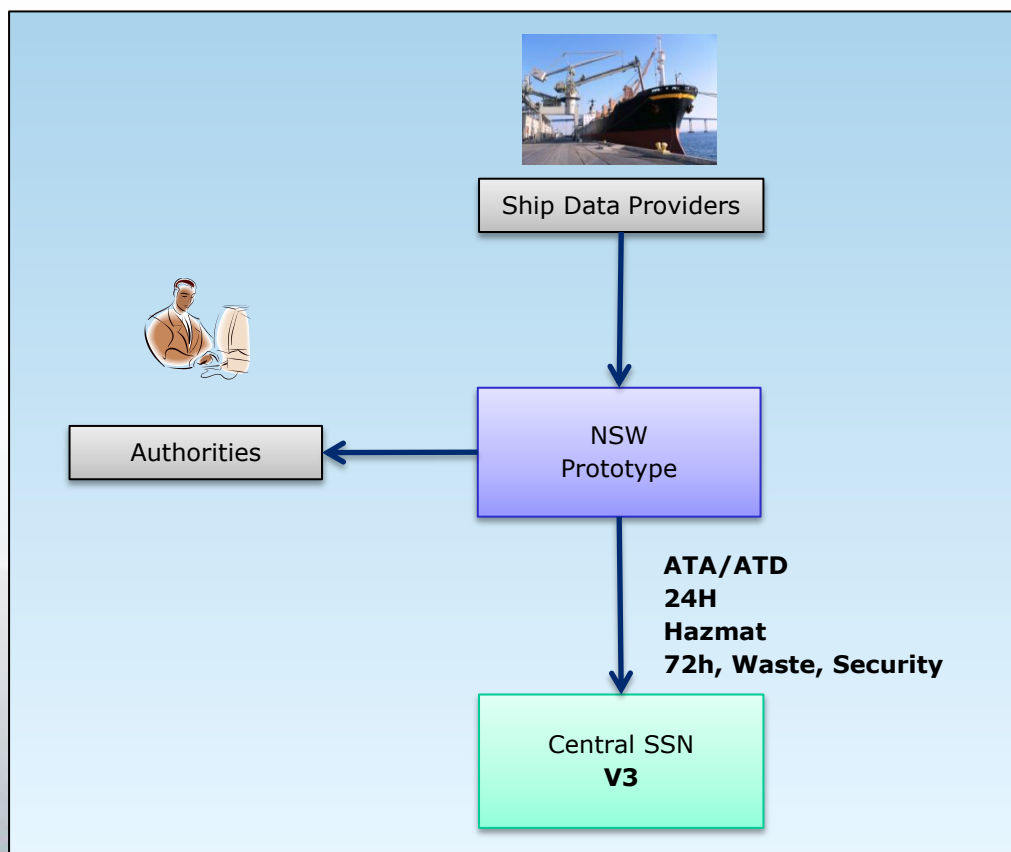 Ship Data Providers
Authorities
NSW
Prototype
ATA/ATD
24H
Hazmat
72h, Waste, Security
Central SSN
V3